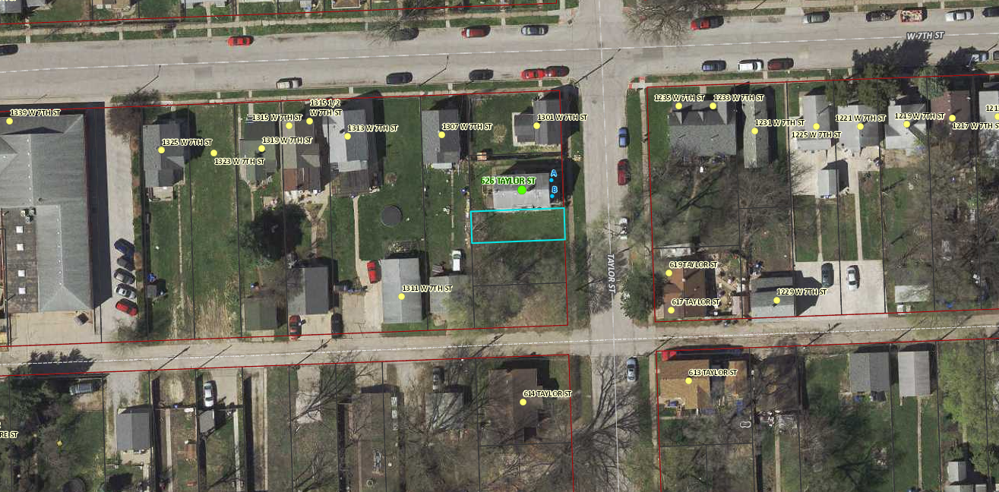 W 7TH ST
1315 1/2
W 7TH ST
1235 W 7TH ST
1233 W 7TH ST
1339 W 7TH ST
1315 W 7TH ST
1301 W 7TH ST
1219 W 7TH ST
1221 W 7TH ST
1217 W 7TH ST
1231 W 7TH ST
1313 W 7TH ST
1307 W 7TH ST
1225 W 7TH ST
1325 W 7TH ST
1319 W 7TH ST
1323 W 7TH ST
A
626 TAYLOR ST
B
TAYLOR ST
619 TAYLOR ST
1311 W 7TH ST
1229 W 7TH ST
617 TAYLOR ST
613 TAYLOR ST
614 TAYLOR ST
RE ST